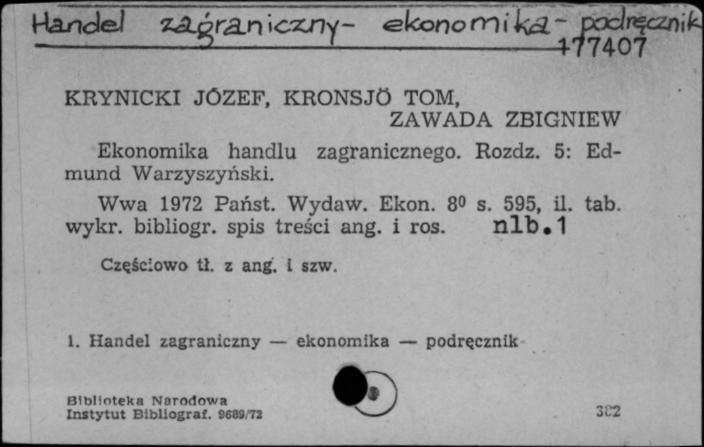 Handel zagraniczny- ekonomika- podręcznik
177407
KRYNICKI JÓZEF, KRONSJÖ TOM,
ZAWADA ZBIGNIEW
Ekonomika handlu zagranicznego. Rozdz. 5: Ed-
mund Warzyszyński.
Wwa 1972 Państ. Wydaw. Ekon. 8⁰ s. 595, il. tab.
wykr. bibliogr. spis treści ang. i ros. nlb.1
Częściowo tł. z ang. i szw.
1. Handel zagraniczny — ekonomika — podręcznik
Biblioteka Narodowa
Instytut Bibliograf. 9689/72
382